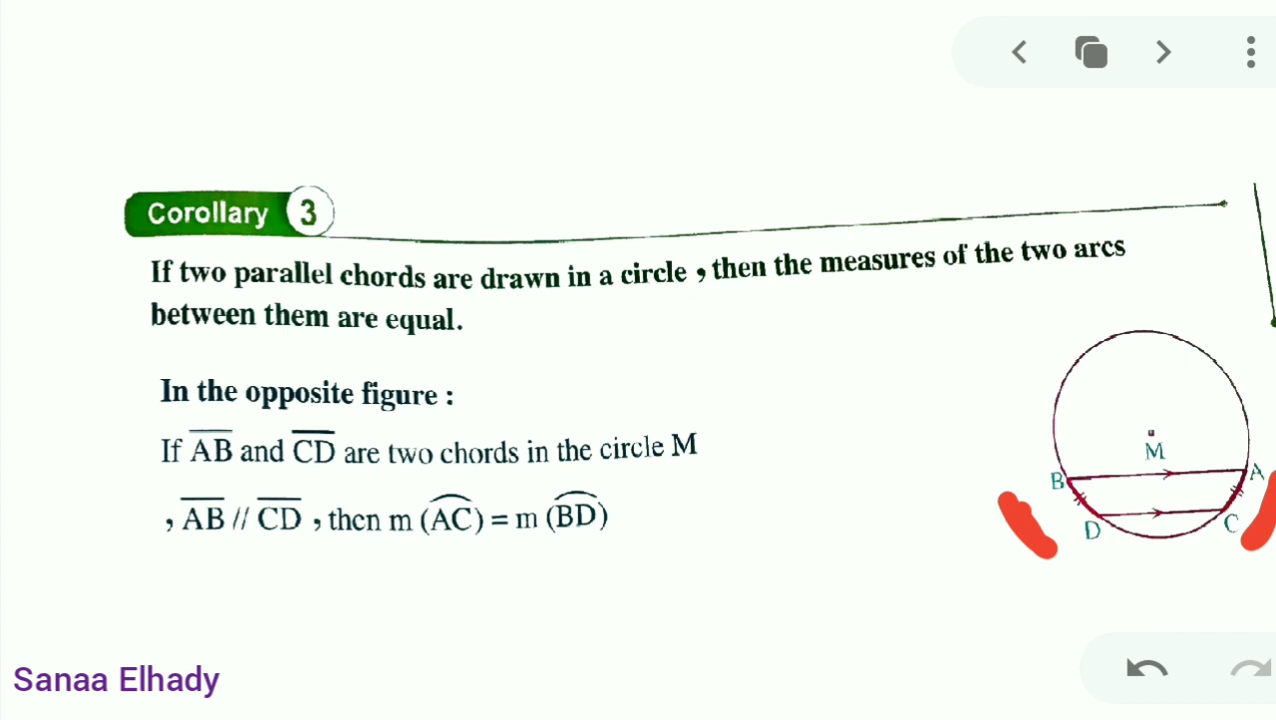 Corollary 3
If two parallel chords are drawn in a circle , then the measures of the two arcs
between them are equal.
In the opposite figure :
If AB and CD are two chords in the circle M
, AB // CD , then m (AC) = m (BD)
M
B
A
D
C
Sanaa Elhady